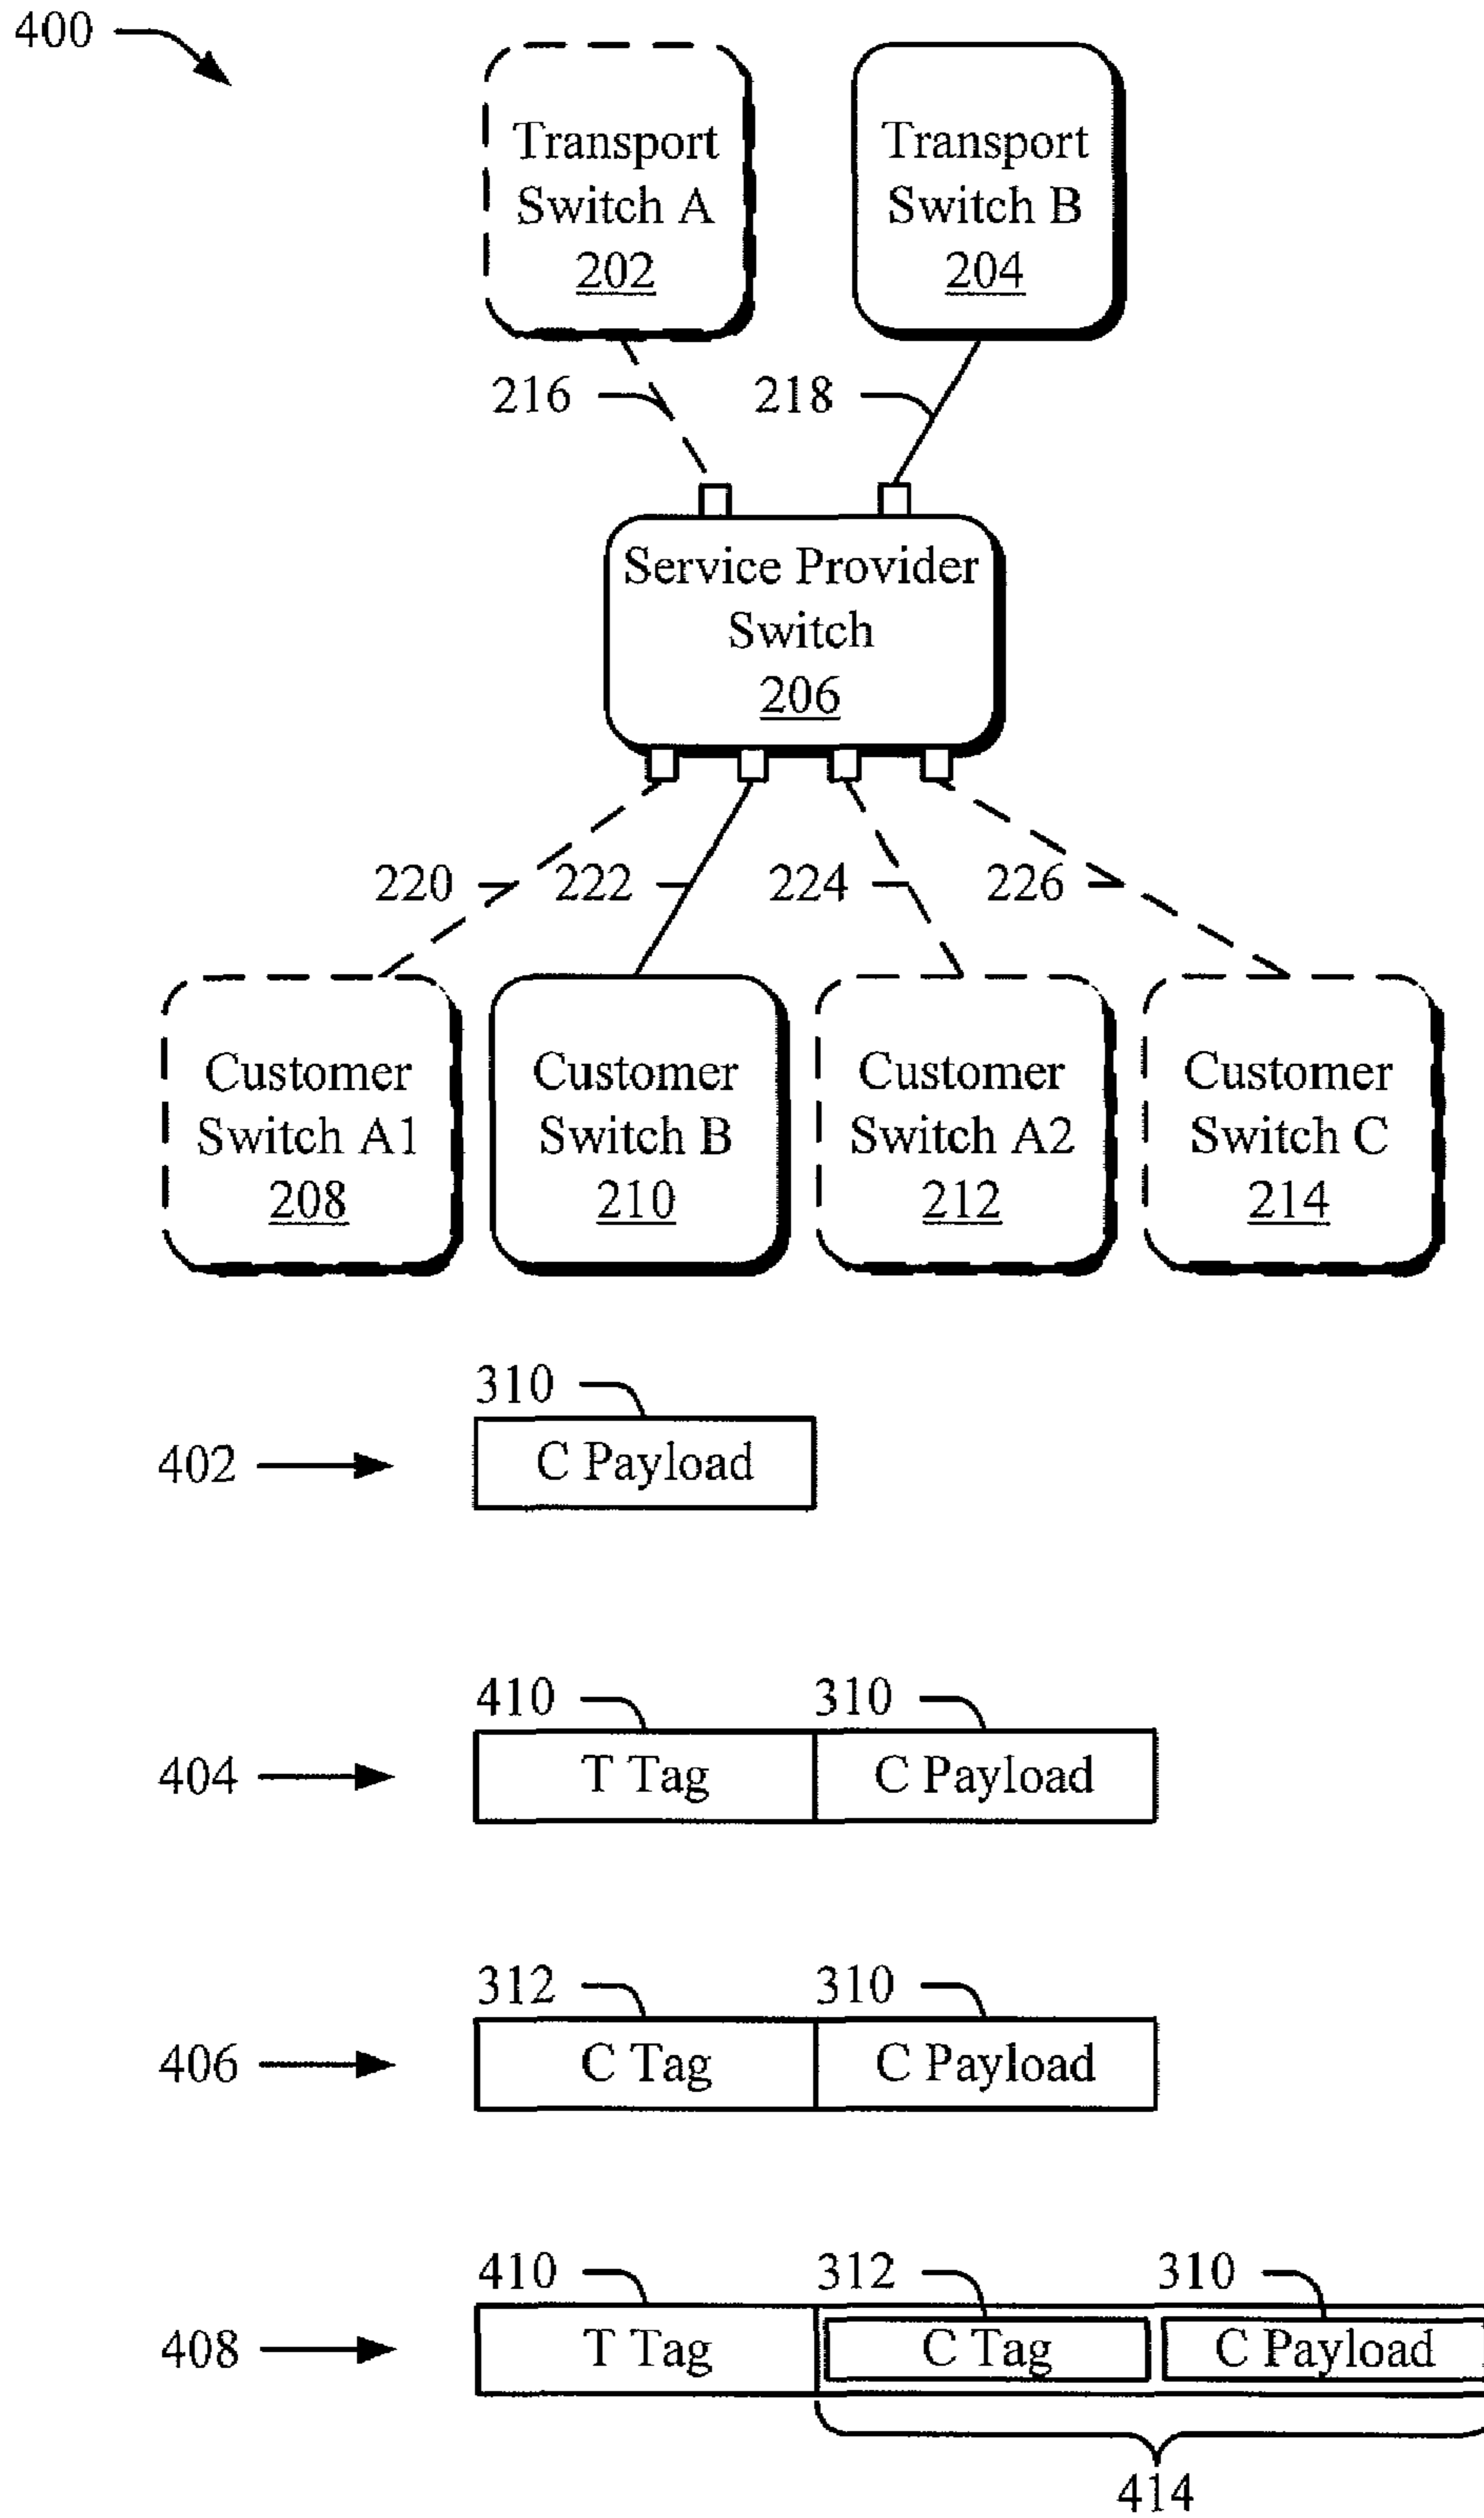 400
Transport
Switch A
202
Transport
Switch B
204
216
218
Service Provider
Switch
206
220
222
224
226
Customer
Switch A1
208
Customer
Switch B
210
Customer
Switch A2
212
Customer
Switch C
214
310
402
C Payload
410
310
404
T Tag
C Payload
312
310
406
C Tag
C Payload
410
312
310
408
T Tag
C Tag
C Payload
414